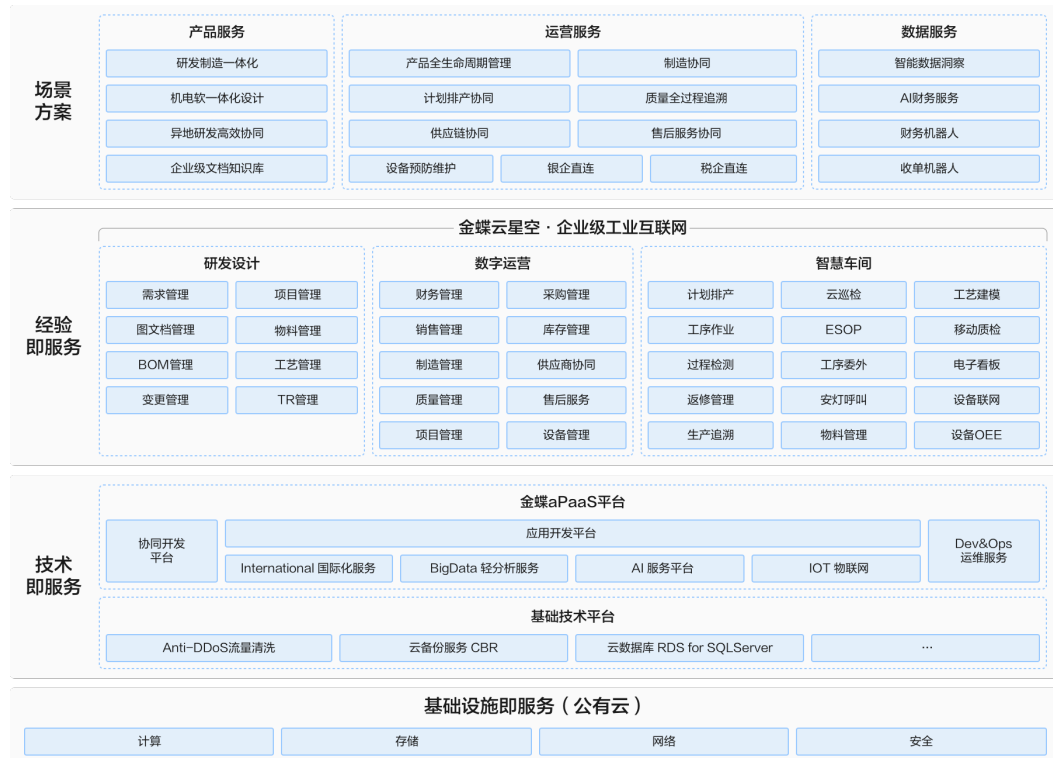 场景
方案
产品服务
研发制造一体化
机电软一体化设计
异地研发高效协同
企业级文档知识库
运营服务
产品全生命周期管理
制造协同
计划排产协同
质量全过程追溯
供应链协同
售后服务协同
设备预防维护
银企直连
税企直连
数据服务
智能数据洞察
AI财务服务
财务机器人
收单机器人
经验
即服务
金蝶云星空·企业级工业互联网
研发设计
需求管理
项目管理
图文档管理
物料管理
BOM管理
工艺管理
变更管理
TR管理
数字运营
财务管理
采购管理
销售管理
库存管理
制造管理
供应商协同
质量管理
售后服务
项目管理
设备管理
智慧车间
计划排产
云巡检
工艺建模
工序作业
ESOP
移动质检
过程检测
工序委外
电子看板
返修管理
安灯呼叫
设备联网
生产追溯
物料管理
设备OEE
技术
即服务
金蝶aPaaS平台
协同开发
平台
应用开发平台
International 国际化服务
BigData 轻分析服务
AI 服务平台
IOT 物联网
Dev&Ops
运维服务
基础技术平台
Anti-DDoS流量清洗
云备份服务 CBR
云数据库 RDS for SQLServer
...
基础设施即服务（公有云）
计算
存储
网络
安全